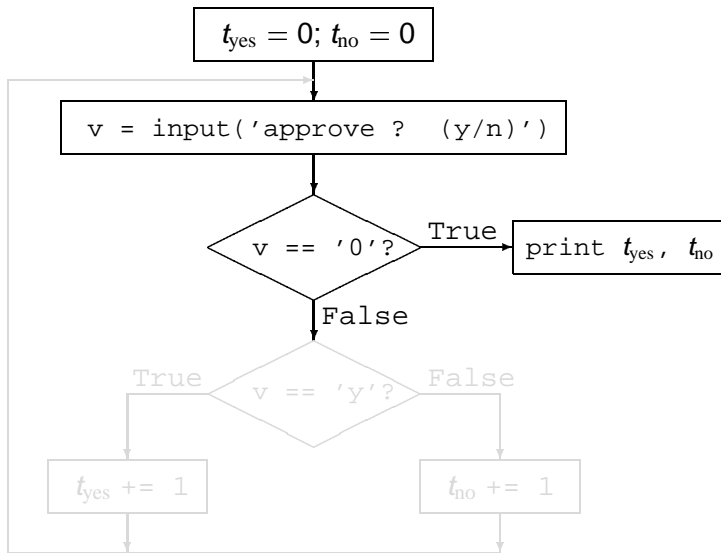 t_yes = 0; t_no = 0
v = input('approve ?  (y/n)')
v == '0'?
True
print t_yes, t_no
False
True
v == 'y'?
False
t_yes += 1
t_no += 1